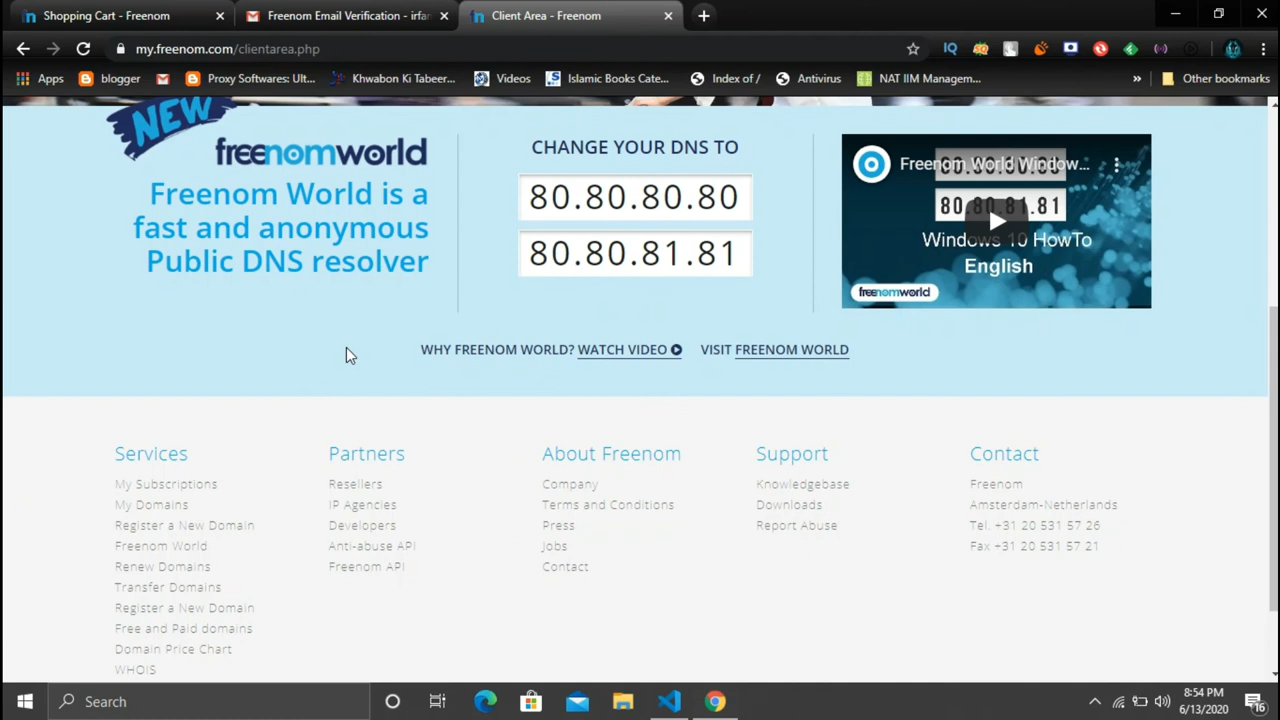 Shopping Cart - Freenom
Freenom Email Verification - irfan
Client Area - Freenom
my.freenom.com/clientarea.php
Apps
blogger
Proxy Softwares: Ult...
Khwabon Ki Tabeer...
Videos
Islamic Books Cate...
Index of /
Antivirus
NAT IIM Managem...
»
Other bookmarks
NEW
freenomworld
Freenom World is a
fast and anonymous
Public DNS resolver
CHANGE YOUR DNS TO
80.80.80.80
80.80.81.81
Freenom World Window...
80.80.80.80
80.80.81.81
Windows 10 HowTo
English
freenomworld
WHY FREENOM WORLD? WATCH VIDEO
VISIT FREENOM WORLD
Services
My Subscriptions
My Domains
Register a New Domain
Freenom World
Renew Domains
Transfer Domains
Register a New Domain
Free and Paid domains
Domain Price Chart
WHOIS
Partners
Resellers
IP Agencies
Developers
Anti-abuse API
Freenom API
About Freenom
Company
Terms and Conditions
Press
Jobs
Contact
Support
Knowledgebase
Downloads
Report Abuse
Contact
Freenom
Amsterdam-Netherlands
Tel. +31 20 531 57 26
Fax +31 20 531 57 21
Search
8:54 PM
6/13/2020
16